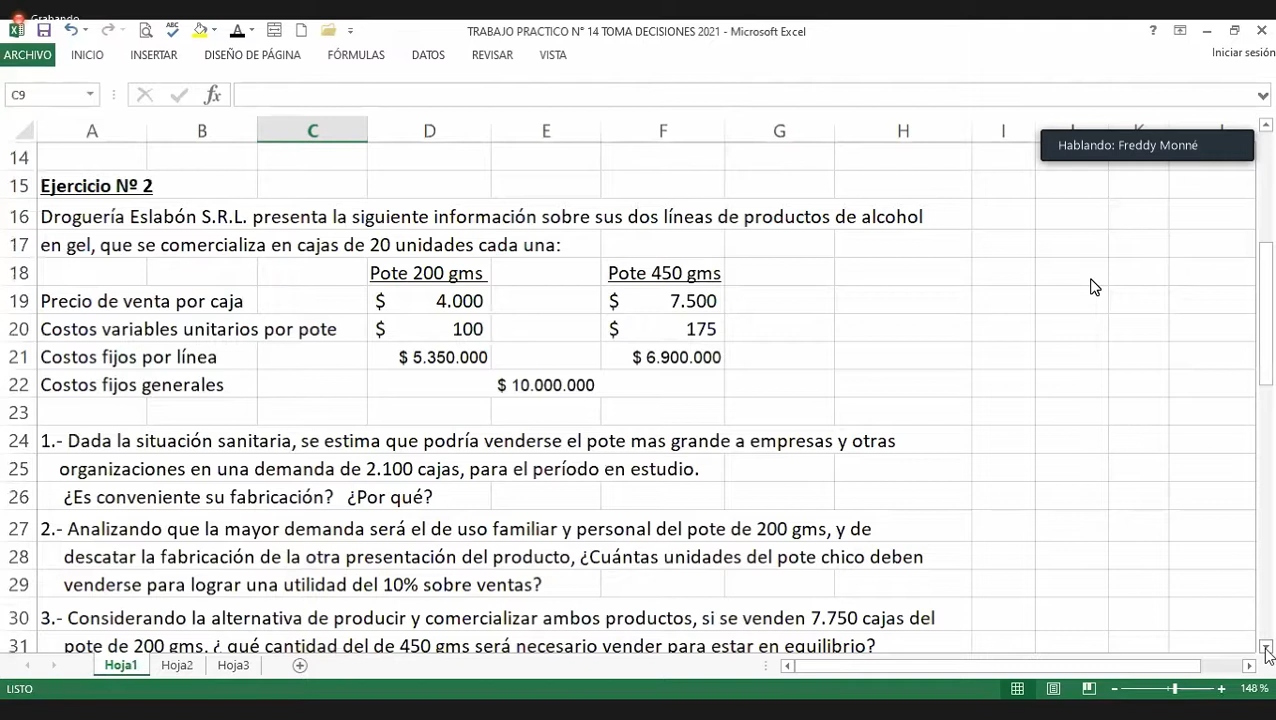 Grabando
TRABAJO PRACTICO N° 14 TOMA DECISIONES 2021 - Microsoft Excel
ARCHIVO INICIO INSERTAR DISEÑO DE PÁGINA FÓRMULAS DATOS REVISAR VISTA Iniciar sesión
C9 fx
A B C D E F G H I
Hablando: Freddy Monné
14
15 Ejercicio Nº 2
16 Droguería Eslabón S.R.L. presenta la siguiente información sobre sus dos líneas de productos de alcohol
17 en gel, que se comercializa en cajas de 20 unidades cada una:
18 Pote 200 gms Pote 450 gms
19 Precio de venta por caja $ 4.000 $ 7.500
20 Costos variables unitarios por pote $ 100 $ 175
21 Costos fijos por línea $ 5.350.000 $ 6.900.000
22 Costos fijos generales $ 10.000.000
23
24 1.- Dada la situación sanitaria, se estima que podría venderse el pote mas grande a empresas y otras
25 organizaciones en una demanda de 2.100 cajas, para el período en estudio.
26 ¿Es conveniente su fabricación? ¿Por qué?
27 2.- Analizando que la mayor demanda será el de uso familiar y personal del pote de 200 gms, y de
28 descatar la fabricación de la otra presentación del producto, ¿Cuántas unidades del pote chico deben
29 venderse para lograr una utilidad del 10% sobre ventas?
30 3.- Considerando la alternativa de producir y comercializar ambos productos, si se venden 7.750 cajas del
31 pote de 200 gms, ¿ qué cantidad del de 450 gms será necesario vender para estar en equilibrio?
Hoja1 Hoja2 Hoja3
LISTO 148 %